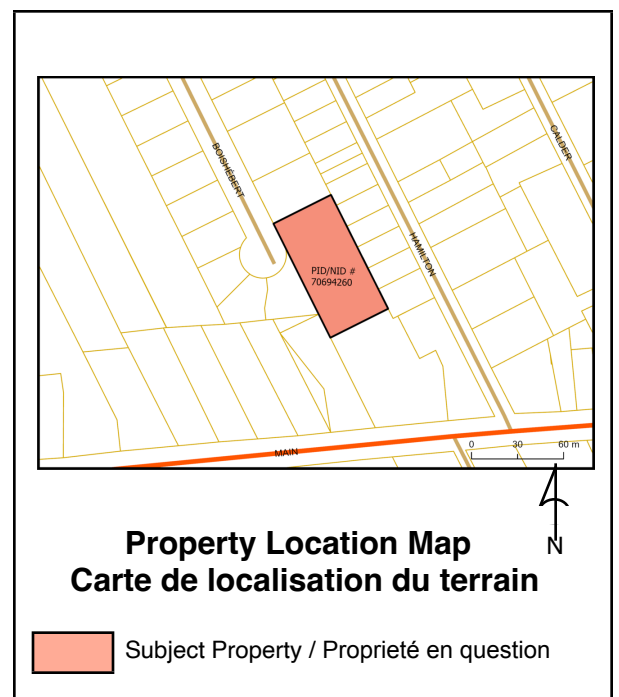 CALDER
BOISHÉBERT
HAMILTON
PID/NID #
70694260
0 30 60 m
MAIN
N
Property Location Map
Carte de localisation du terrain
Subject Property / Proprieté en question